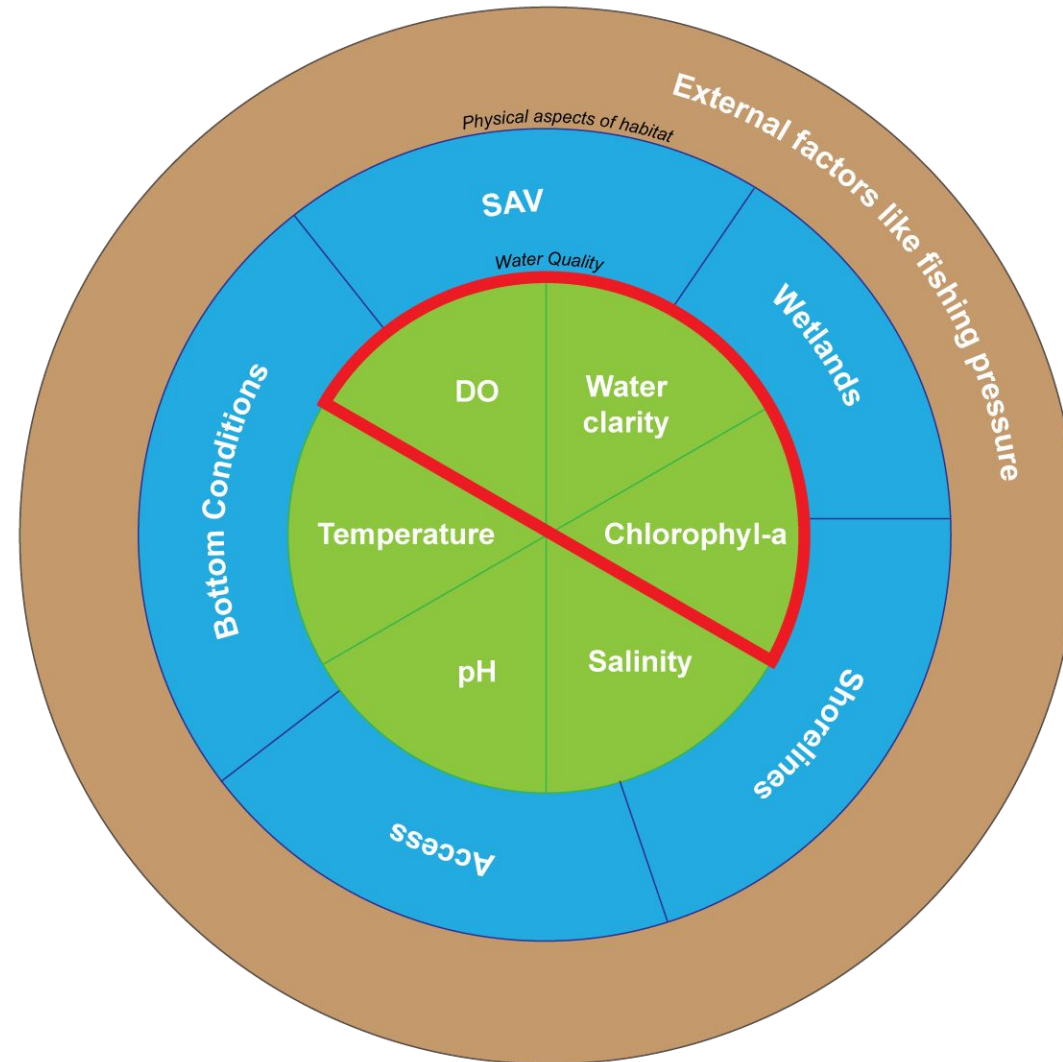 External factors like fishing pressure
Physical aspects of habitat
SAV
Wetlands
Shorelines
Access
Bottom Conditions
Water Quality
DO
Water
clarity
Temperature
Chlorophyl-a
pH
Salinity